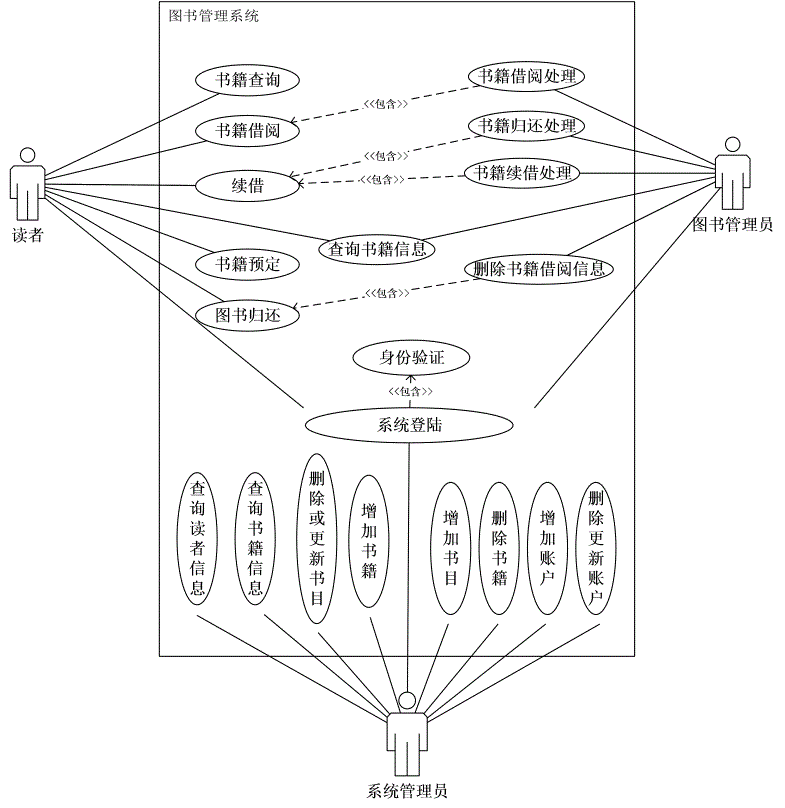 图书管理系统
书籍查询
书籍借阅处理
<<包含>>
书籍借阅
书籍归还处理
<<包含>>
续借
<<包含>>
书籍续借处理
读者
图书管理员
查询书籍信息
书籍预定
删除书籍借阅信息
<<包含>>
图书归还
身份验证
<<包含>>
系统登陆
查询读者信息
查询书籍信息
删除或更新书目
增加书籍
增加书目
删除书籍
增加账户
删除更新账户
系统管理员